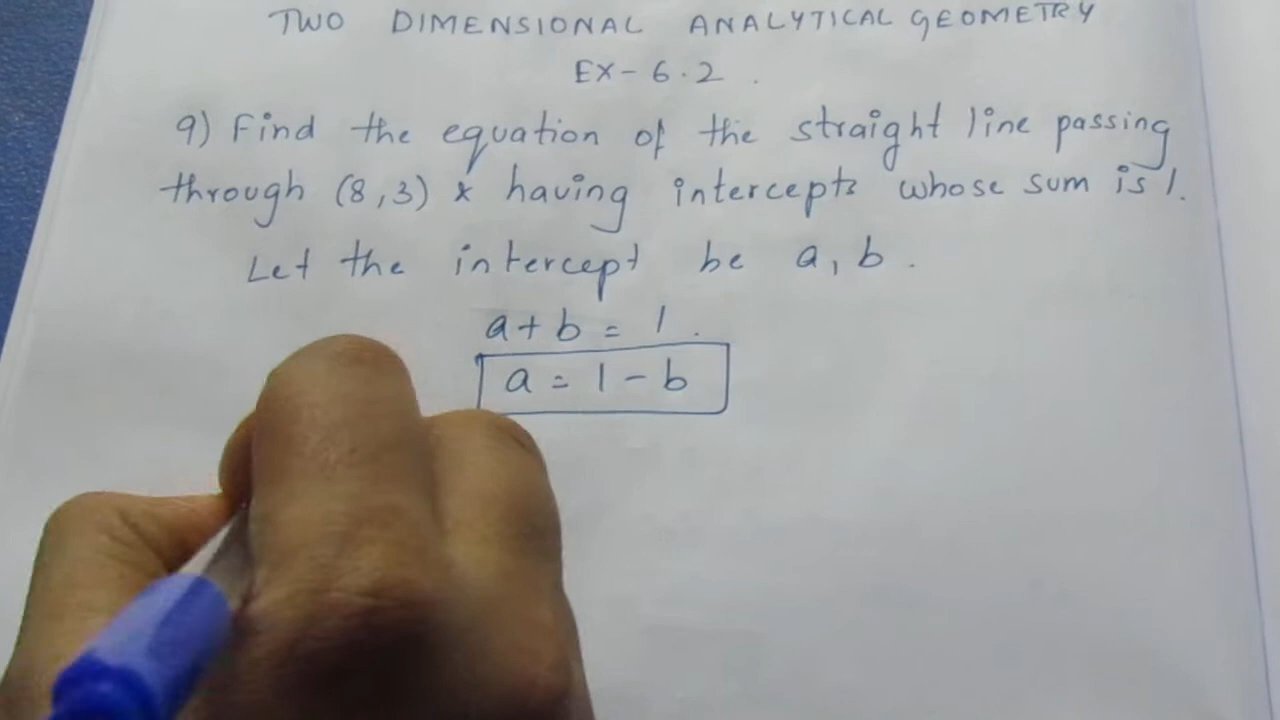 TWO DIMENSIONAL ANALYTICAL GEOMETRY
EX-6.2.
9) Find the equation of the straight line passing
through (8,3) & having intercepts whose sum is 1.
Let the intercept be a, b.
a+b = 1.
a = 1 - b